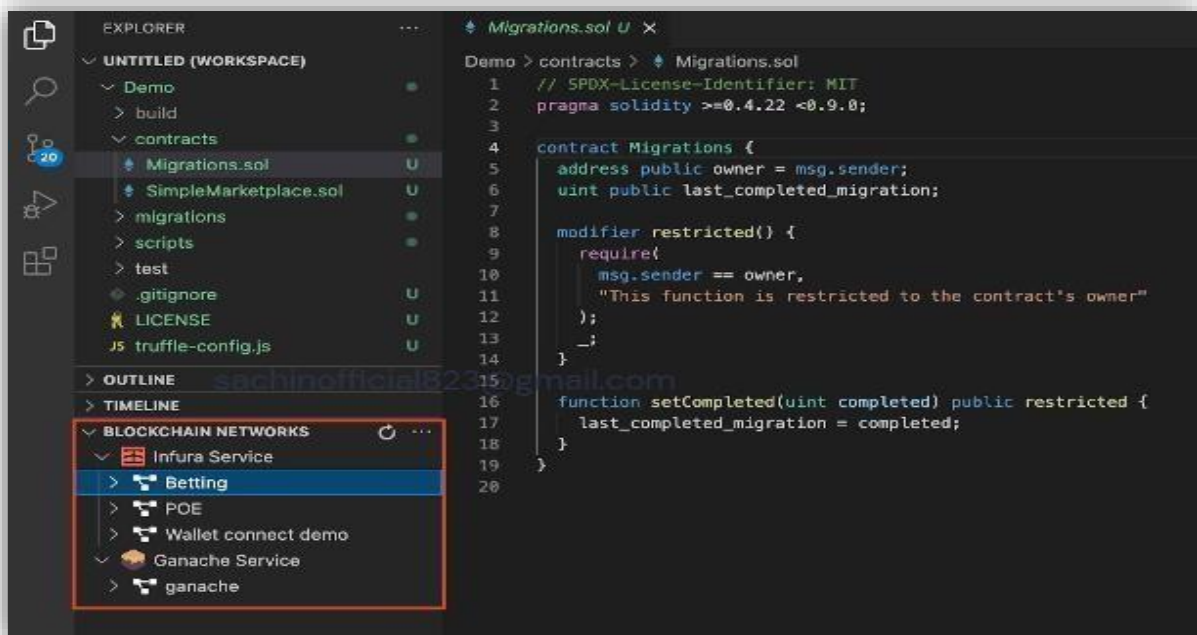 EXPLORER ...
UNTITLED (WORKSPACE)
Demo
build
contracts
Migrations.sol U
SimpleMarketplace.sol U
migrations
scripts
test
.gitignore U
LICENSE U
JS truffle-config.js U
OUTLINE
TIMELINE
BLOCKCHAIN NETWORKS ...
Infura Service
Betting
POE
Wallet connect demo
Ganache Service
ganache
20
Migrations.sol U
Demo > contracts > Migrations.sol
1 // SPDX-License-Identifier: MIT
2 pragma solidity >=0.4.22 <0.9.0;
3
4 contract Migrations {
5 address public owner = msg.sender;
6 uint public last_completed_migration;
7
8 modifier restricted() {
9 require(
10 msg.sender == owner,
11 "This function is restricted to the contract's owner"
12 );
13 _;
14 }
15
16 function setCompleted(uint completed) public restricted {
17 last_completed_migration = completed;
18 }
19 }
20
sachinofficial823@gmail.com